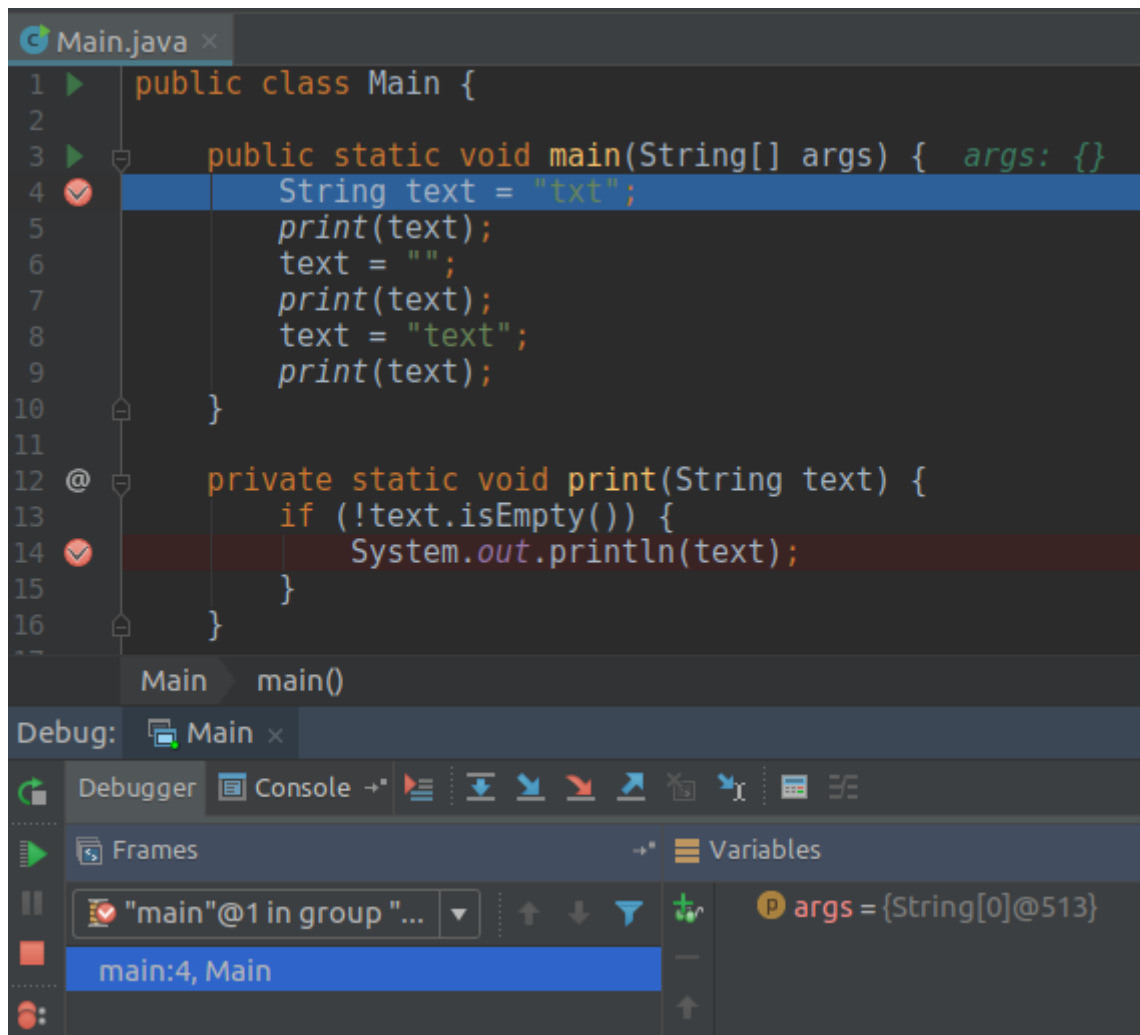 Main.java
1 public class Main {
2
3     public static void main(String[] args) {  args: {}
4         String text = "txt";
5         print(text);
6         text = "";
7         print(text);
8         text = "text";
9         print(text);
10     }
11
12 @     private static void print(String text) {
13         if (!text.isEmpty()) {
14             System.out.println(text);
15         }
16     }
17
Main main()
Debug: Main
Debugger Console
Frames Variables
"main"@1 in group "... args = {String[0]@513}
main:4, Main